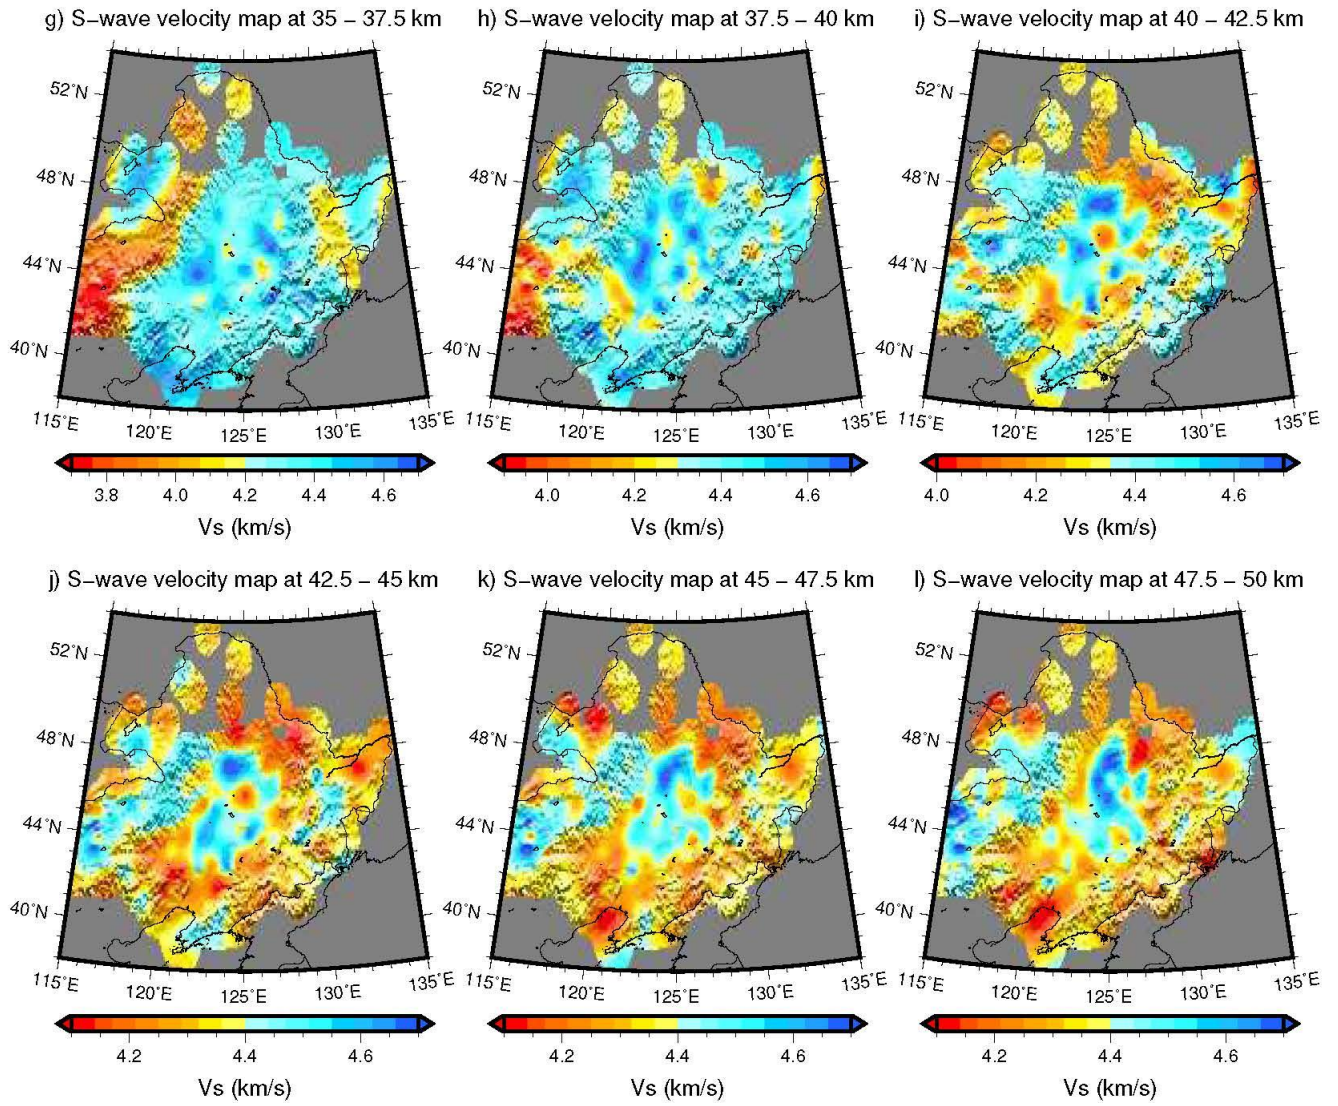 g) S-wave velocity map at 35 - 37.5 km
h) S-wave velocity map at 37.5 - 40 km
i) S-wave velocity map at 40 - 42.5 km
52°N
48°N
44°N
40°N
115°E
120°E
125°E
130°E
135°E
52°N
48°N
44°N
40°N
115°E
120°E
125°E
130°E
135°E
52°N
48°N
44°N
40°N
115°E
120°E
125°E
130°E
135°E
3.8 4.0 4.2 4.4 4.6
Vs (km/s)
4.0 4.2 4.4 4.6
Vs (km/s)
4.0 4.2 4.4 4.6
Vs (km/s)
j) S-wave velocity map at 42.5 - 45 km
k) S-wave velocity map at 45 - 47.5 km
l) S-wave velocity map at 47.5 - 50 km
52°N
48°N
44°N
40°N
115°E
120°E
125°E
130°E
135°E
52°N
48°N
44°N
40°N
115°E
120°E
125°E
130°E
135°E
52°N
48°N
44°N
40°N
115°E
120°E
125°E
130°E
135°E
4.2 4.4 4.6
Vs (km/s)
4.2 4.4 4.6
Vs (km/s)
4.2 4.4 4.6
Vs (km/s)